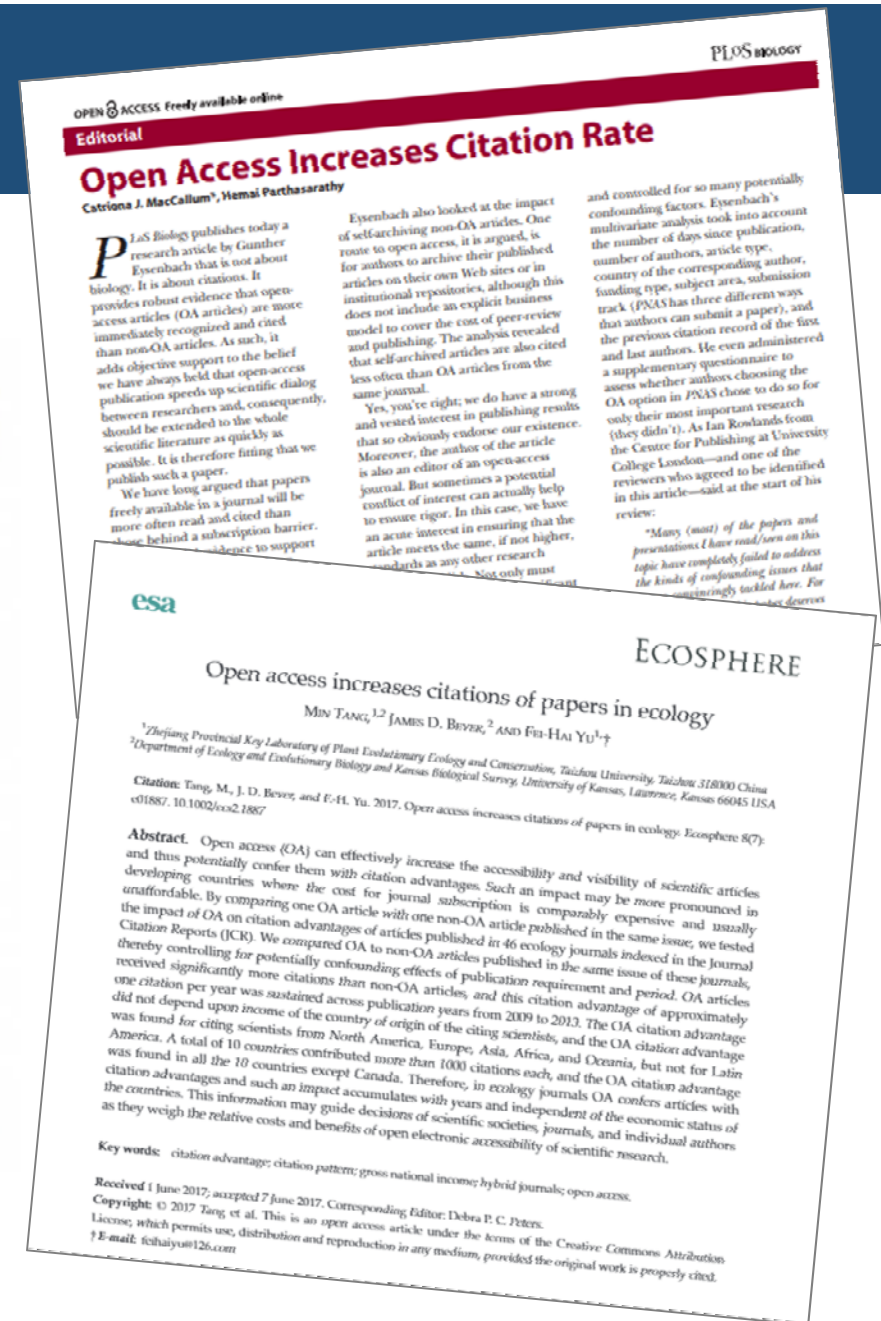 PLOS BIOLOGY
OPEN ACCESS Freely available online
Editorial
Open Access Increases Citation Rate
Catriona J. MacCallum*, Hemai Parthasarathy
PLoS Biology publishes today a
research article by Gunther
Eysenbach that is not about
biology. It is about citations. It
provides robust evidence that open-
access articles (OA articles) are more
immediately recognized and cited
than non-OA articles. As such, it
adds objective support to the belief
we have always held that open-access
publication speeds up scientific dialog
between researchers and, consequently,
should be extended to the whole
scientific literature as quickly as
possible. It is therefore fitting that we
publish such a paper.
We have long argued that papers
freely available in a journal will be
more often read and cited than
those behind a subscription barrier.
evidence to support
Eysenbach also looked at the impact
of self-archiving non-OA articles. One
route to open access, it is argued, is
for authors to archive their published
articles on their own Web sites or in
institutional repositories, although this
does not include an explicit business
model to cover the cost of peer-review
and publishing. The analysis revealed
that self-archived articles are also cited
less often than OA articles from the
same journal.
Yes, you're right; we do have a strong
and vested interest in publishing results
that so obviously endorse our existence.
Moreover, the author of the article
is also an editor of an open-access
journal. But sometimes a potential
conflict of interest can actually help
to ensure rigor. In this case, we have
an acute interest in ensuring that the
article meets the same, if not higher,
standards as any other research
Not only must
and controlled for so many potentially
confounding factors. Eysenbach's
multivariate analysis took into account
the number of days since publication,
number of authors, article type,
country of the corresponding author,
funding type, subject area, submission
track (PNAS has three different ways
that authors can submit a paper), and
the previous citation record of the first
and last authors. He even administered
a supplementary questionnaire to
assess whether authors choosing the
OA option in PNAS chose to do so for
only their most important research
(they didn't). As Ian Rowlands from
the Centre for Publishing at University
College London—and one of the
reviewers who agreed to be identified
in this article—said at the start of his
review:
"Many (most) of the papers and
presentations I have read/seen on this
topic have completely failed to address
the kinds of confounding issues that
convincingly tackled here. For
deserves
esa
ECOSPHERE
Open access increases citations of papers in ecology
MIN TANG,1,2 JAMES D. BEVER,2 AND FEI-HAI YU1,†
1Zhejiang Provincial Key Laboratory of Plant Evolutionary Ecology and Conservation, Taizhou University, Taizhou 318000 China
2Department of Ecology and Evolutionary Biology and Kansas Biological Survey, University of Kansas, Lawrence, Kansas 66045 USA
Citation: Tang, M., J. D. Bever, and F.-H. Yu. 2017. Open access increases citations of papers in ecology. Ecosphere 8(7):
e01887. 10.1002/ecs2.1887
Abstract. Open access (OA) can effectively increase the accessibility and visibility of scientific articles
and thus potentially confer them with citation advantages. Such an impact may be more pronounced in
developing countries where the cost for journal subscription is comparably expensive and usually
unaffordable. By comparing one OA article with one non-OA article published in the same issue, we tested
the impact of OA on citation advantages of articles published in 46 ecology journals indexed in the Journal
Citation Reports (JCR). We compared OA to non-OA articles published in the same issue of these journals,
thereby controlling for potentially confounding effects of publication requirement and period. OA articles
received significantly more citations than non-OA articles, and this citation advantage of approximately
one citation per year was sustained across publication years from 2009 to 2013. The OA citation advantage
did not depend upon income of the country of origin of the citing scientists, and the OA citation advantage
was found for citing scientists from North America, Europe, Asia, Africa, and Oceania, but not for Latin
America. A total of 10 countries contributed more than 1000 citations each, and the OA citation advantage
was found in all the 10 countries except Canada. Therefore, in ecology journals OA confers articles with
citation advantages and such an impact accumulates with years and independent of the economic status of
the countries. This information may guide decisions of scientific societies, journals, and individual authors
as they weigh the relative costs and benefits of open electronic accessibility of scientific research.
Key words: citation advantage; citation pattern; gross national income; hybrid journals; open access.
Received 1 June 2017; accepted 7 June 2017. Corresponding Editor: Debra P. C. Peters.
Copyright: © 2017 Tang et al. This is an open access article under the terms of the Creative Commons Attribution
License, which permits use, distribution and reproduction in any medium, provided the original work is properly cited.
† E-mail: feihaiyu@126.com